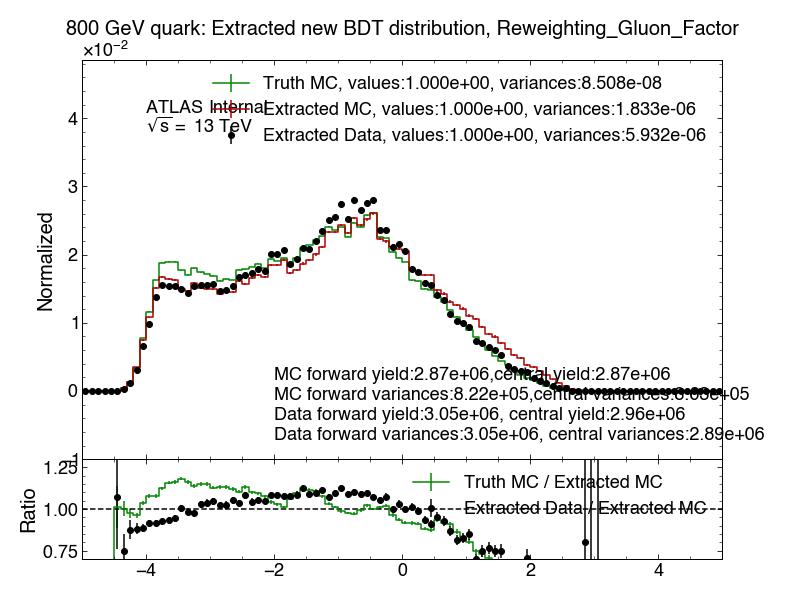 800 GeV quark: Extracted new BDT distribution, Reweighting_Gluon_Factor
×10⁻²
Truth MC, values:1.000e+00, variances:8.508e-08
ATLAS Internal
Extracted MC, values:1.000e+00, variances:1.833e-06
√s = 13 TeV
Extracted Data, values:1.000e+00, variances:5.932e-06
4
3
2
1
0
Normalized
MC forward yield:2.87e+06,central yield:2.87e+06
MC forward variances:8.22e+05,central variances:
Data forward yield:3.05e+06, central yield:2.96e+06
Data forward variances:3.05e+06, central variances:2.89e+06
1.25
1.00
0.75
Ratio
Truth MC / Extracted MC
Extracted Data / Extracted MC
−4 −2 0 2 4